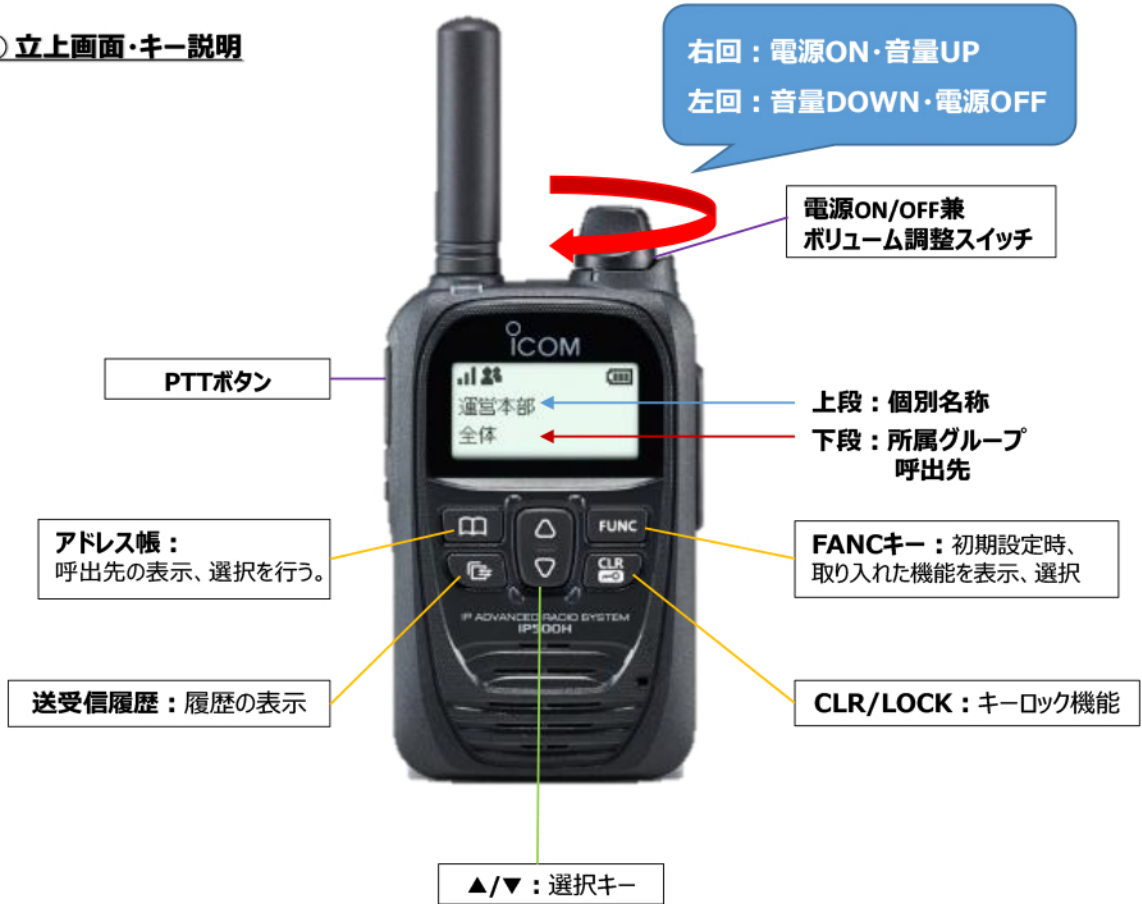 立上画面･キー説明
右回：電源ON･音量UP
左回：音量DOWN･電源OFF
電源ON/OFF兼
ボリューム調整スイッチ
ICOM
PTTボタン
運営本部
全体
上段：個別名称
下段：所属グループ
呼出先
アドレス帳：
呼出先の表示、選択を行う。
FUNC
CLR
FANCキー：初期設定時、
取り入れた機能を表示、選択
IP ADVANCED RADIO SYSTEM
IP500H
送受信履歴：履歴の表示
CLR/LOCK：キーロック機能
▲/▼：選択キー